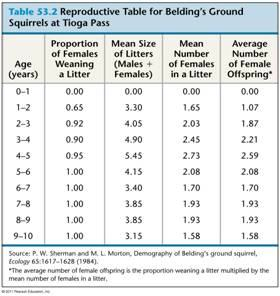 Table 53.2 Reproductive Table for Belding's Ground
Squirrels at Tioga Pass
Age (years) Proportion of Females Weaning a Litter Mean Size of Litters (Males + Females) Mean Number of Females in a Litter Average Number of Female Offspring*
0–1 0.00 0.00 0.00 0.00
1–2 0.65 3.30 1.65 1.07
2–3 0.92 4.05 2.03 1.87
3–4 0.90 4.90 2.45 2.21
4–5 0.95 5.45 2.73 2.59
5–6 1.00 4.15 2.08 2.08
6–7 1.00 3.40 1.70 1.70
7–8 1.00 3.85 1.93 1.93
8–9 1.00 3.85 1.93 1.93
9–10 1.00 3.15 1.58 1.58
Source: P. W. Sherman and M. L. Morton, Demography of Belding's ground squirrel,
Ecology 65:1617–1628 (1984).
*The average number of female offspring is the proportion weaning a litter multiplied by the
mean number of females in a litter.
© 2011 Pearson Education, Inc.